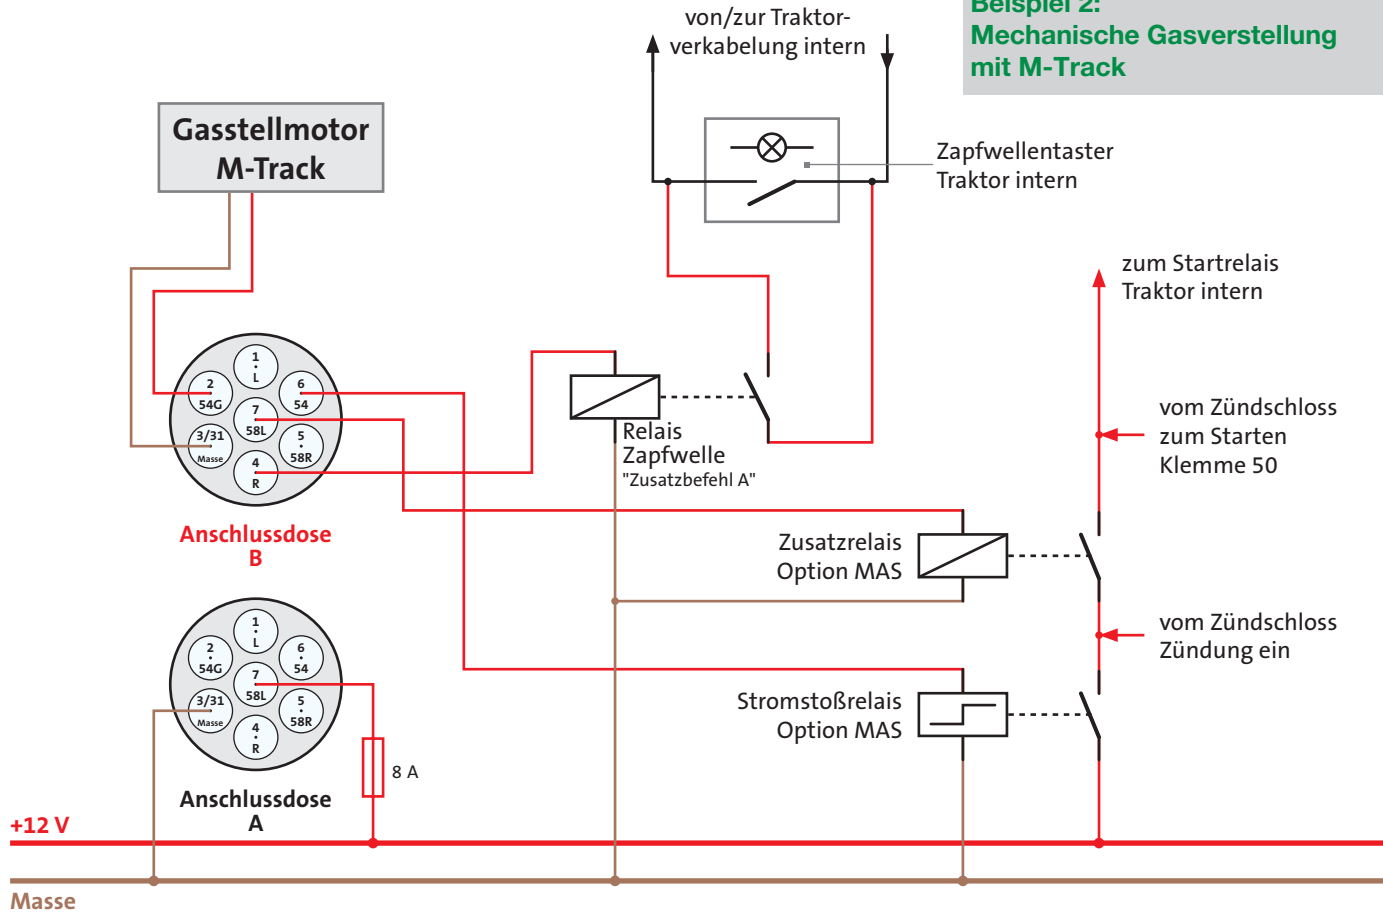 Beispiel 2:
Mechanische Gasverstellung
mit M-Track
von/zur Traktor-
verkabelung intern
Gasstellmotor
M-Track
Zapfwellentaster
Traktor intern
zum Startrelais
Traktor intern
1
L
2
54G
6
54
7
58L
3/31
Masse
5
58R
4
R
Anschlussdose
B
Relais
Zapfwelle
"Zusatzbefehl A"
vom Zündschloss
zum Starten
Klemme 50
Zusatzrelais
Option MAS
vom Zündschloss
Zündung ein
Stromstoßrelais
Option MAS
1
L
2
54G
6
54
7
58L
3/31
Masse
5
58R
4
R
8 A
Anschlussdose
A
+12 V
Masse